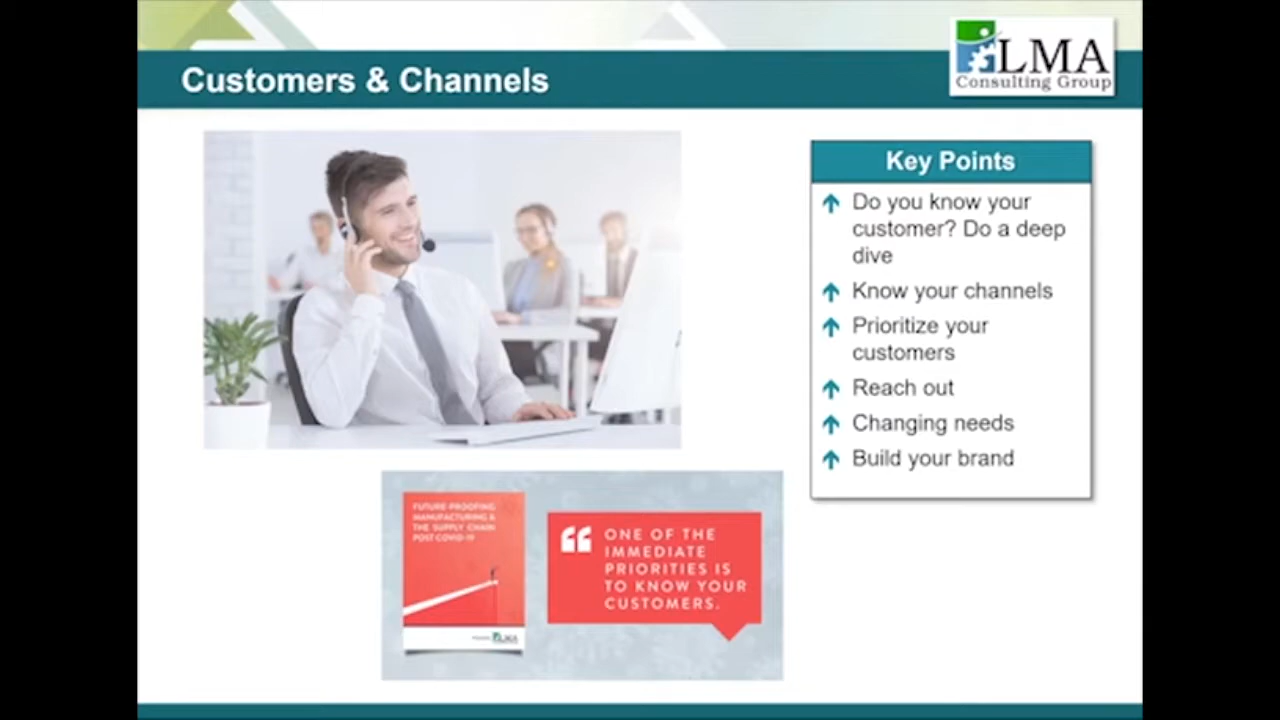 Customers & Channels
LMA
Consulting Group
Key Points
Do you know your
customer? Do a deep
dive
Know your channels
Prioritize your
customers
Reach out
Changing needs
Build your brand
FUTURE PROOFING
MANUFACTURING &
THE SUPPLY CHAIN
POST COVID-19
LMA
“ ONE OF THE
IMMEDIATE
PRIORITIES IS
TO KNOW YOUR
CUSTOMERS.